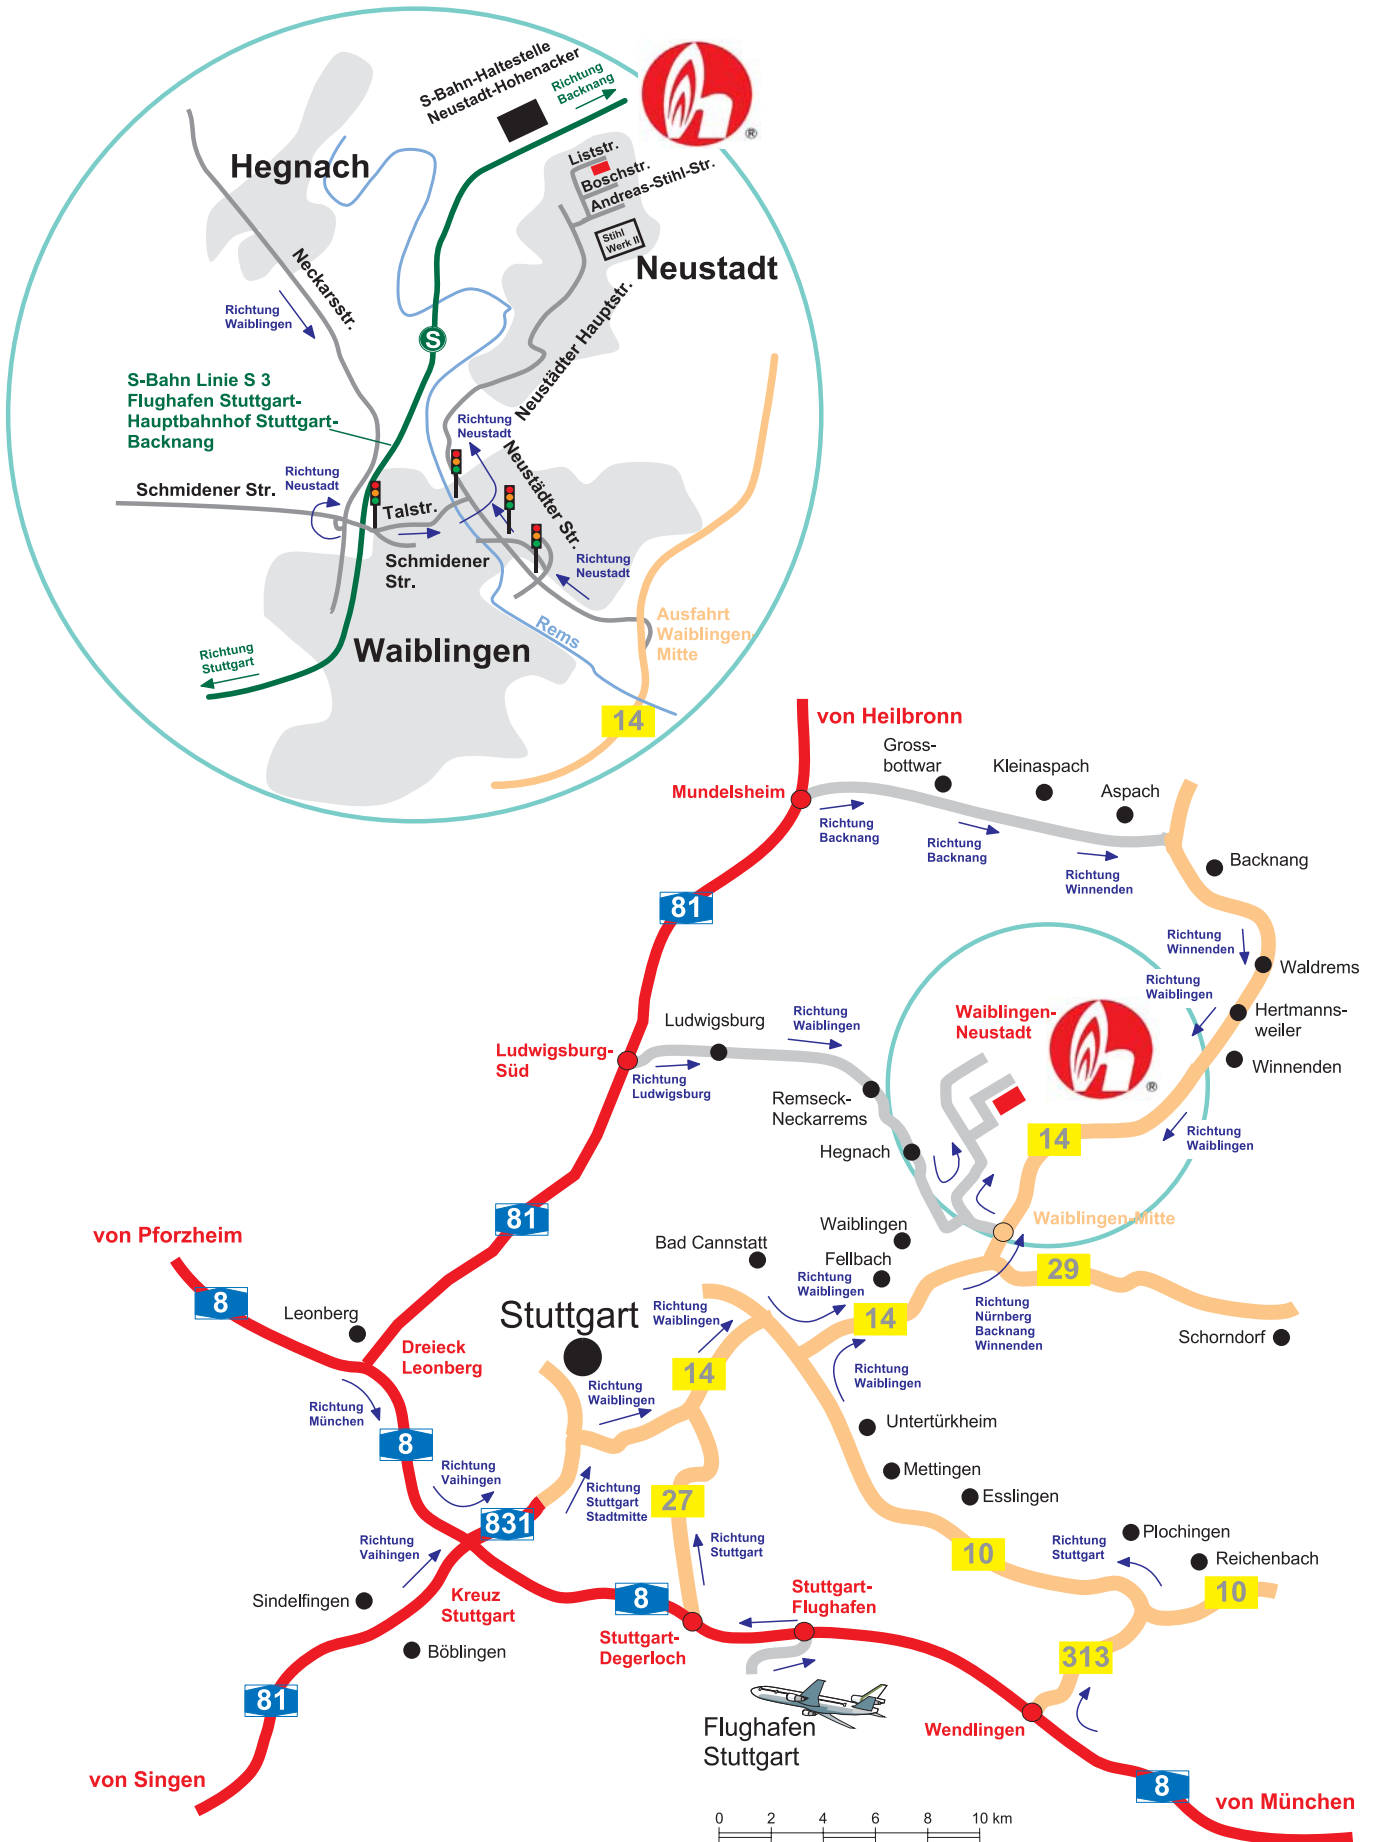 S-Bahn-Haltestelle
Neustadt-Hohenacker
Richtung
Backnang
®
Hegnach
Liststr.
Boschstr.
Andreas-Stihl-Str.
Stihl
Werk II
Neustadt
Neckarsstr.
Richtung
Waiblingen
Neustädter Hauptstr.
S
S-Bahn Linie S 3
Flughafen Stuttgart-
Hauptbahnhof Stuttgart-
Backnang
Richtung
Neustadt
Neustädter Str.
Richtung
Neustadt
Schmidener Str.
Talstr.
Schmidener
Str.
Richtung
Neustadt
Ausfahrt
Waiblingen-
Mitte
Rems
Waiblingen
Richtung
Stuttgart
14
von Heilbronn
Gross-
bottwar
Kleinaspach
Aspach
Mundelsheim
Richtung
Backnang
Richtung
Backnang
Richtung
Winnenden
Backnang
81
Richtung
Winnenden
Waldrems
Richtung
Waiblingen
Hertmanns-
weiler
Winnenden
Waiblingen-
Neustadt
®
Ludwigsburg
Richtung
Waiblingen
Ludwigsburg-
Süd
Richtung
Ludwigsburg
Remseck-
Neckarrems
Hegnach
14
Richtung
Waiblingen
81
Waiblingen
Waiblingen-Mitte
von Pforzheim
Bad Cannstatt
Fellbach
Richtung
Waiblingen
29
8
Leonberg
Stuttgart
Richtung
Waiblingen
14
Richtung
Nürnberg
Backnang
Winnenden
Schorndorf
Dreieck
Leonberg
14
Richtung
Waiblingen
Richtung
Waiblingen
Richtung
München
Untertürkheim
8
Richtung
Vaihingen
Richtung
Stuttgart
Stadtmitte
27
Mettingen
Esslingen
831
Richtung
Vaihingen
Richtung
Stuttgart
10
Plochingen
Richtung
Stuttgart
Reichenbach
10
Sindelfingen
Kreuz
Stuttgart
8
Stuttgart-
Flughafen
Stuttgart-
Degerloch
Böblingen
313
81
Flughafen
Stuttgart
Wendlingen
von Singen
8
von München
0 2 4 6 8 10 km